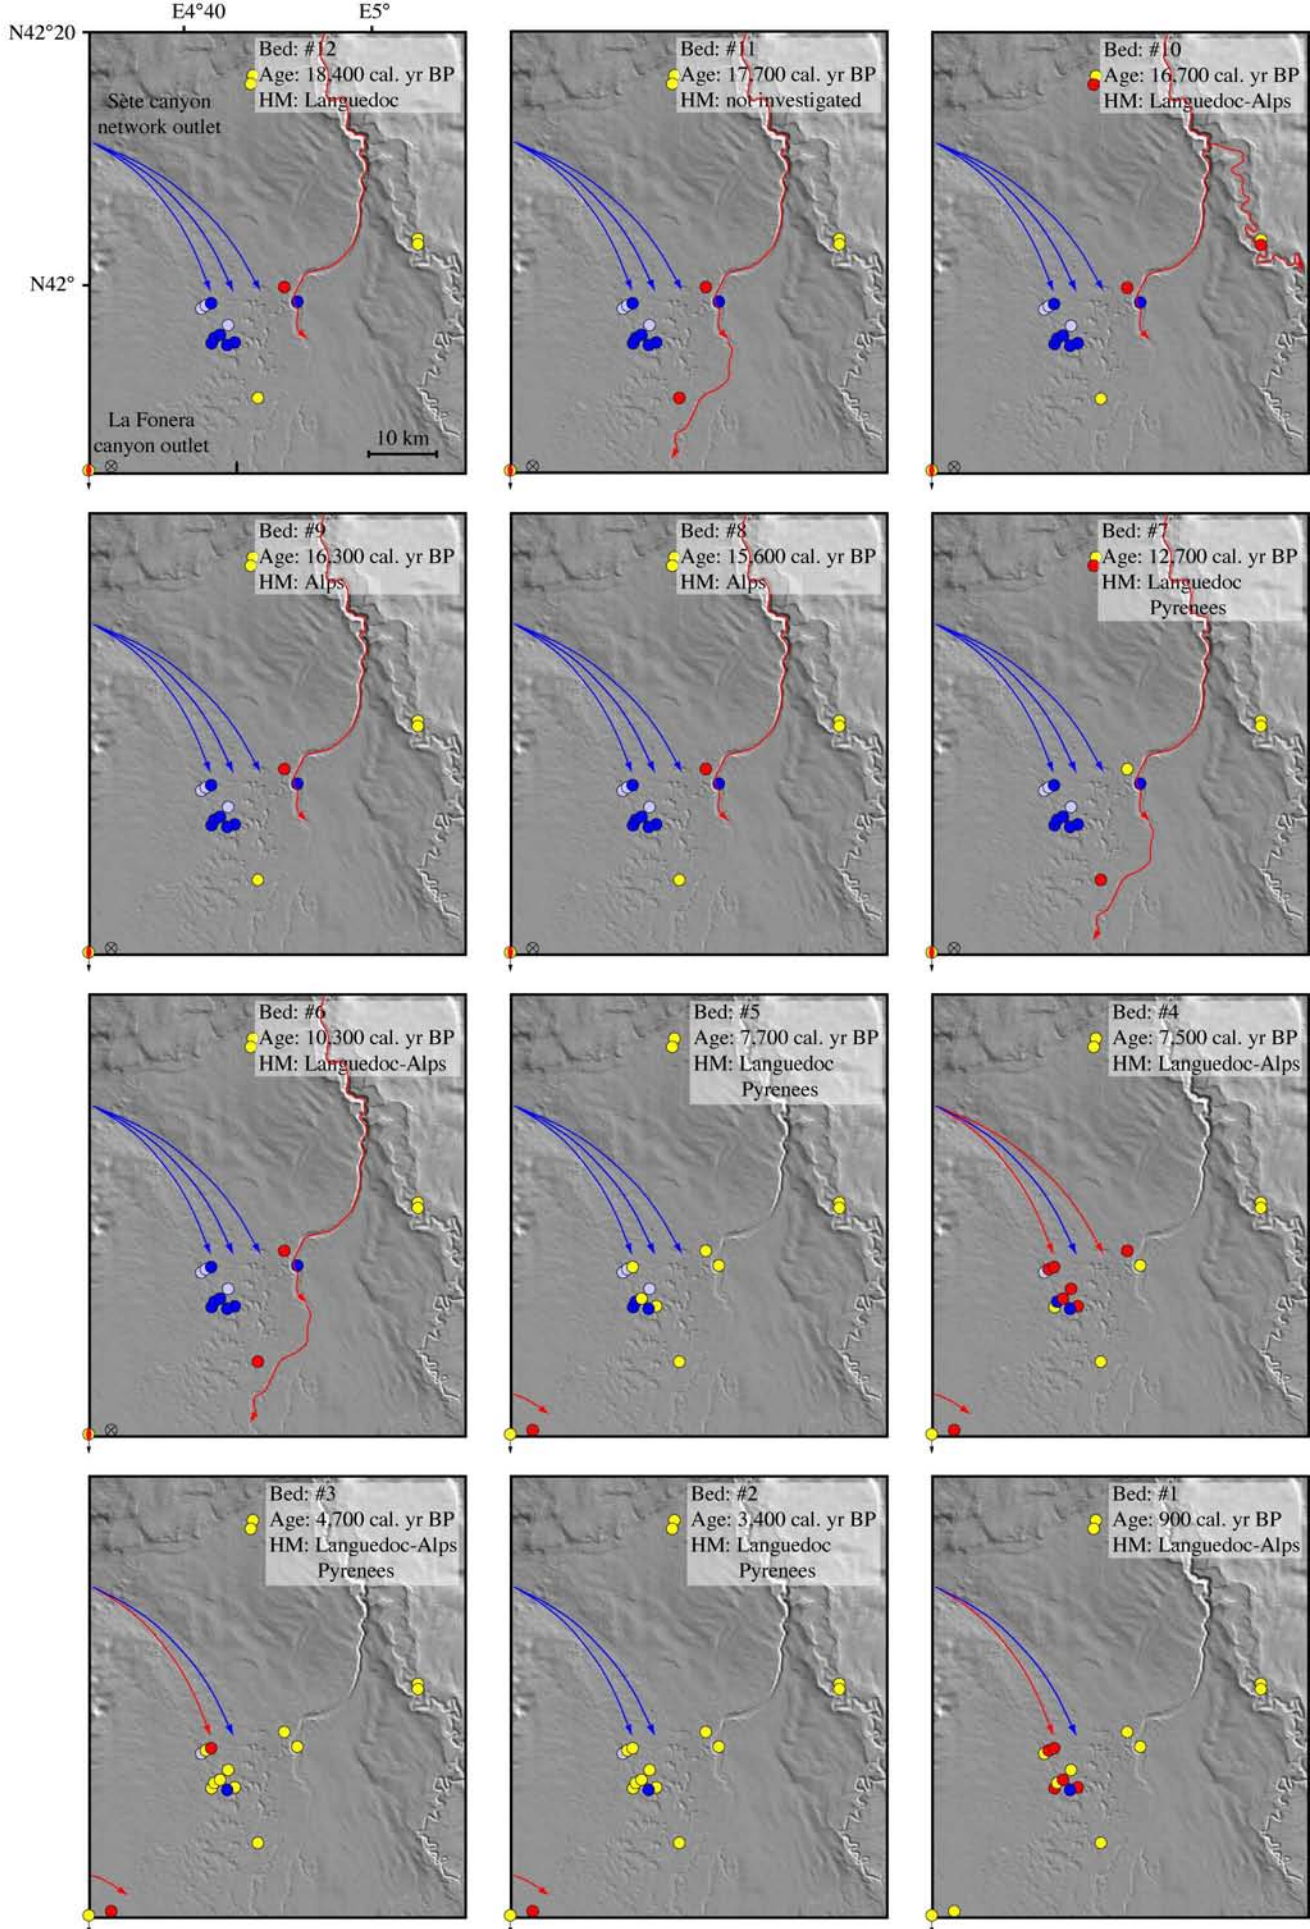 E4°40
E5°
N42°20
Bed: #12
Age: 18,400 cal. yr BP
HM: Languedoc
Sète canyon
network outlet
N42°
La Fonera
canyon outlet
10 km
Bed: #11
Age: 17,700 cal. yr BP
HM: not investigated
Bed: #10
Age: 16,700 cal. yr BP
HM: Languedoc-Alps
Bed: #9
Age: 16,300 cal. yr BP
HM: Alps
Bed: #8
Age: 15,600 cal. yr BP
HM: Alps
Bed: #7
Age: 12,700 cal. yr BP
HM: Languedoc
Pyrenees
Bed: #6
Age: 10,300 cal. yr BP
HM: Languedoc-Alps
Bed: #5
Age: 7,700 cal. yr BP
HM: Languedoc
Pyrenees
Bed: #4
Age: 7,500 cal. yr BP
HM: Languedoc-Alps
Bed: #3
Age: 4,700 cal. yr BP
HM: Languedoc-Alps
Pyrenees
Bed: #2
Age: 3,400 cal. yr BP
HM: Languedoc
Pyrenees
Bed: #1
Age: 900 cal. yr BP
HM: Languedoc-Alps